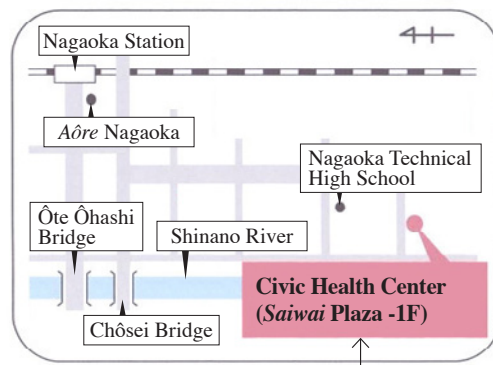 Nagaoka Station
Aôre Nagaoka
Nagaoka Technical
High School
Ôte Ôhashi
Bridge
Shinano River
Civic Health Center
(Saiwai Plaza -1F)
Chôsei Bridge